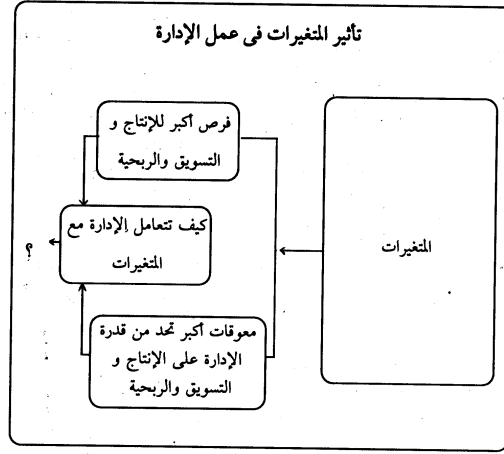 تأثير المتغيرات فى عمل الإدارة
المتغيرات
فرص أكبر للإنتاج و
التسويق والربحية
كيف تتعامل الإدارة مع
المتغيرات
؟
معوقات أكبر تحد من قدرة
الإدارة على الإنتاج و
التسويق والربحية